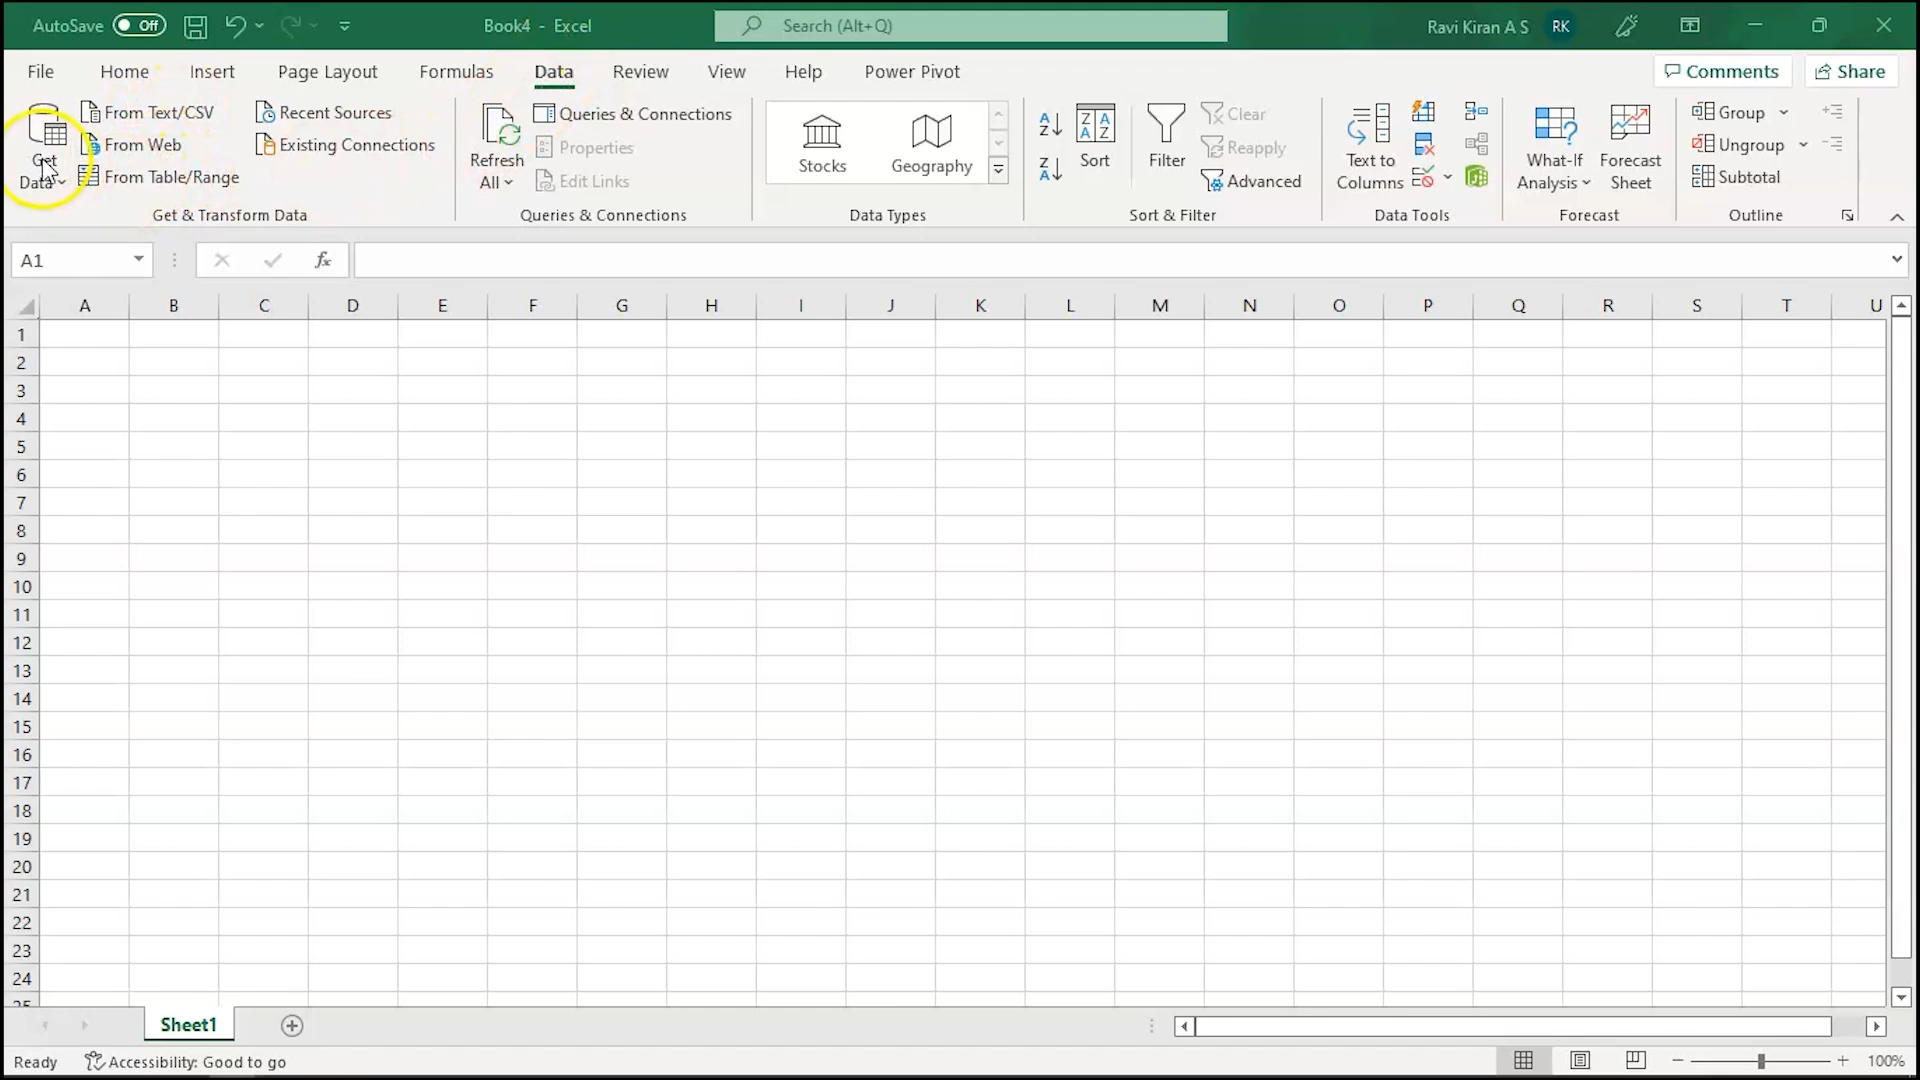 AutoSave Off Book4 - Excel Search (Alt+Q) Ravi Kiran A S RK
File Home Insert Page Layout Formulas Data Review View Help Power Pivot Comments Share
Get Data
From Text/CSV
From Web
From Table/Range
Recent Sources
Existing Connections
Get & Transform Data
Refresh All
Queries & Connections
Properties
Edit Links
Queries & Connections
Stocks Geography
Data Types
A Z
Z A
Z A
A Z
Sort
Filter
Clear
Reapply
Advanced
Sort & Filter
Text to Columns
Data Tools
What-If Analysis
Forecast Sheet
Forecast
Group
Ungroup
Subtotal
Outline
A1 fx
A B C D E F G H I J K L M N O P Q R S T U
1
2
3
4
5
6
7
8
9
10
11
12
13
14
15
16
17
18
19
20
21
22
23
24
25
Sheet1
Ready Accessibility: Good to go 100%